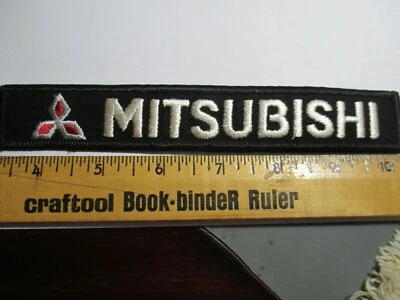 MITSUBISHI
4 5 6 7 8 9 10
craftool Book-bindeR Ruler